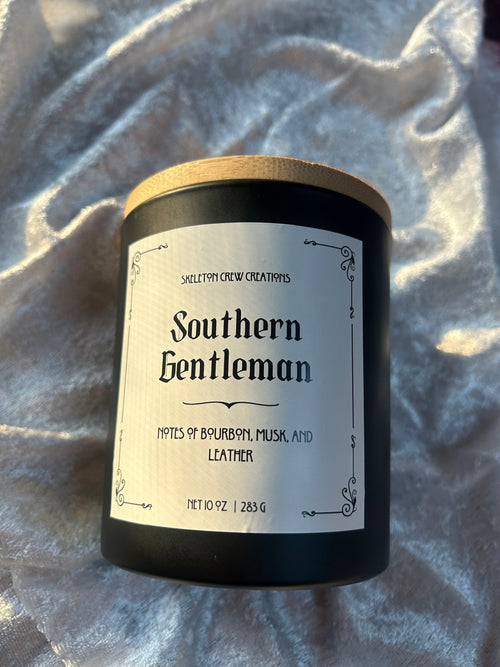 SKELETON CREW CREATIONS
Southern
Gentleman
NOTES OF BOURBON, MUSK, AND
LEATHER
NET 10 OZ | 283 G